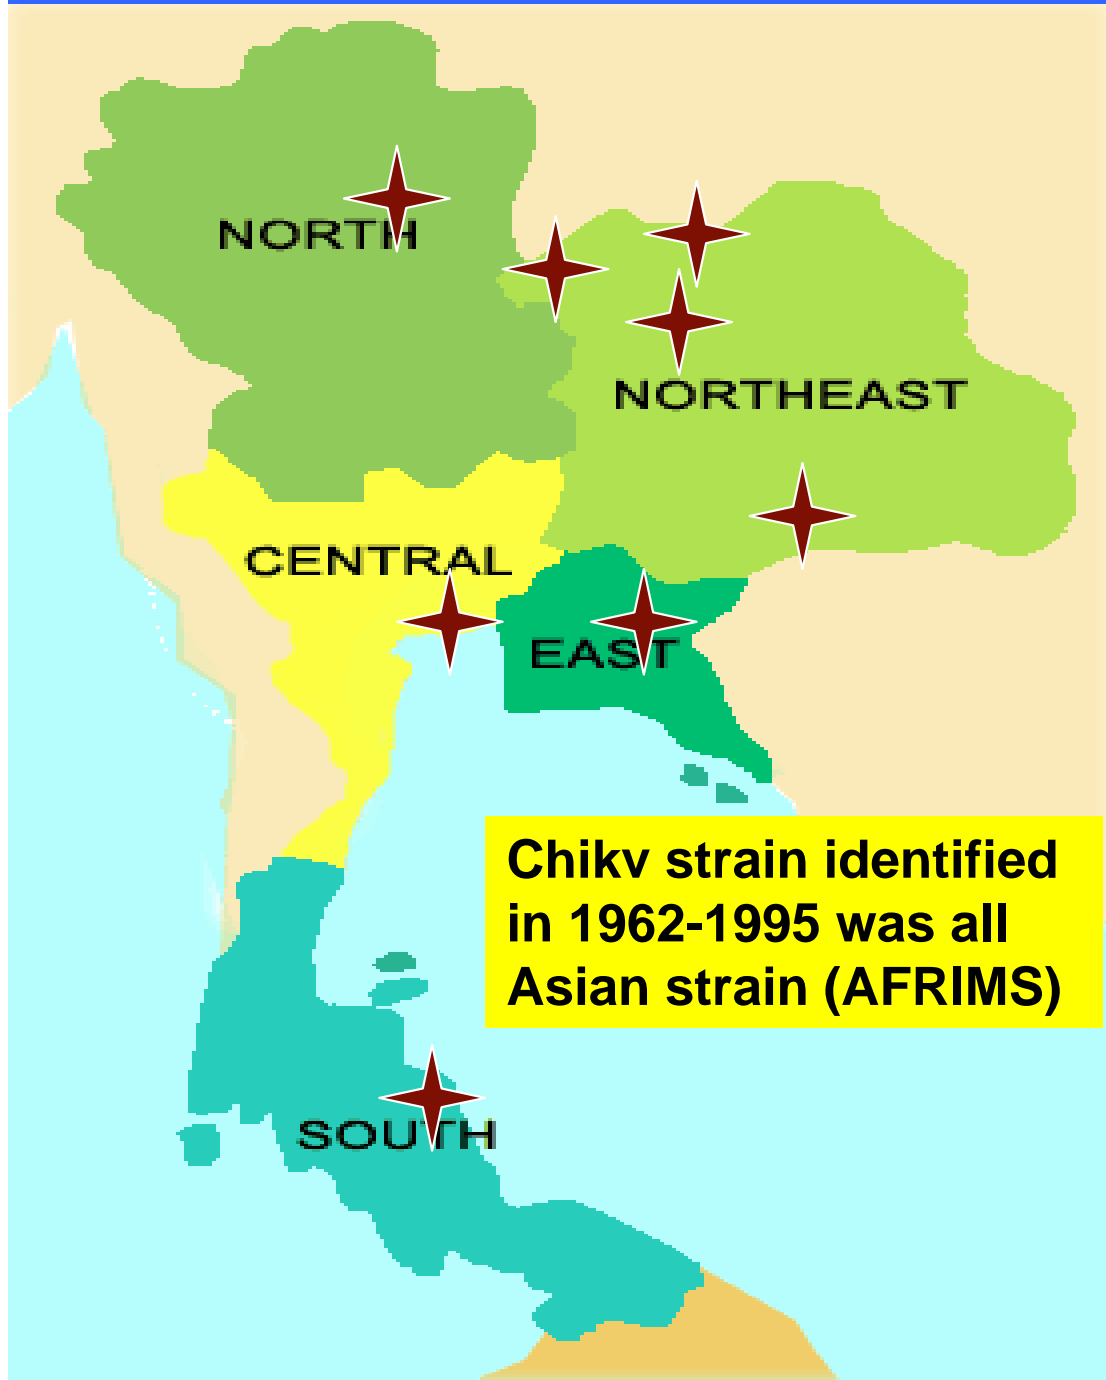 NORTH
NORTHEAST
CENTRAL
EAST
Chikv strain identified
in 1962-1995 was all
Asian strain (AFRIMS)
SOUTH